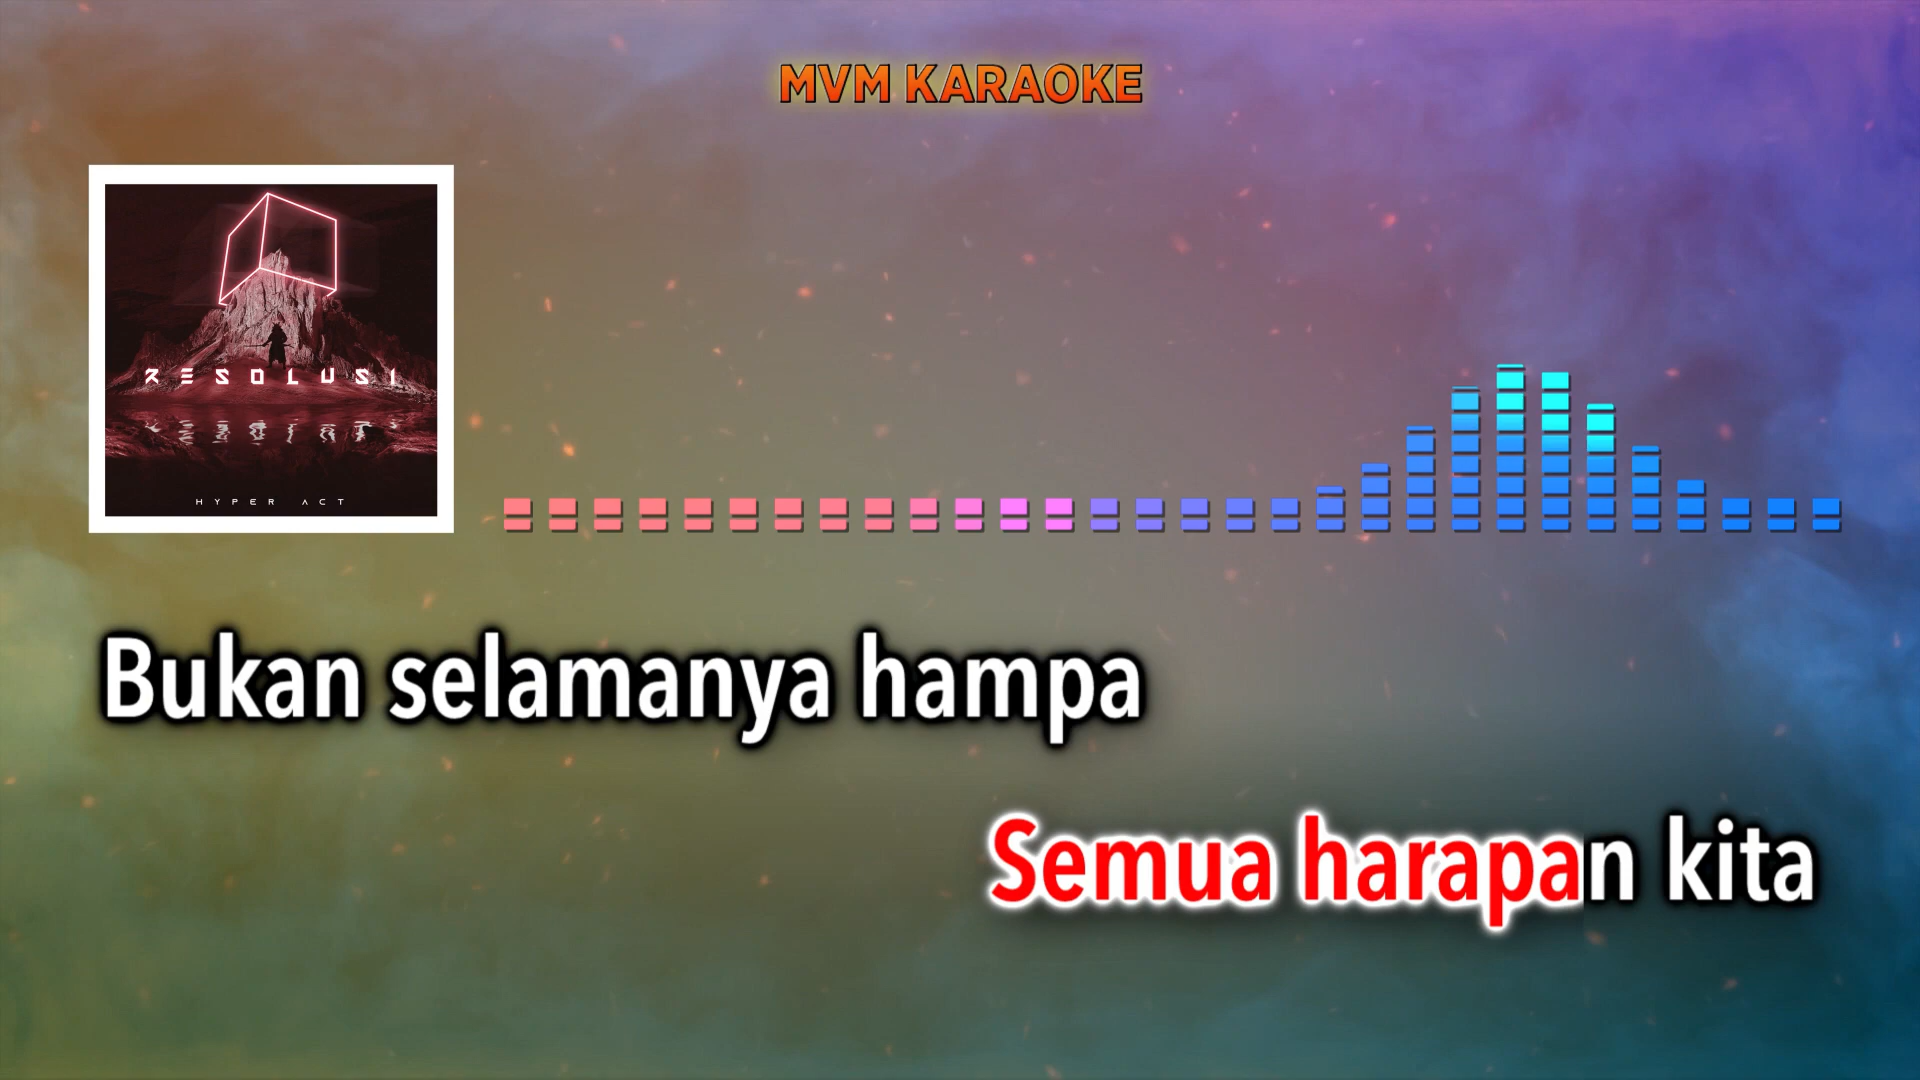 MVM KARAOKE
RESOLUSI
HYPER ACT
Bukan selamanya hampa
Semua harapan kita